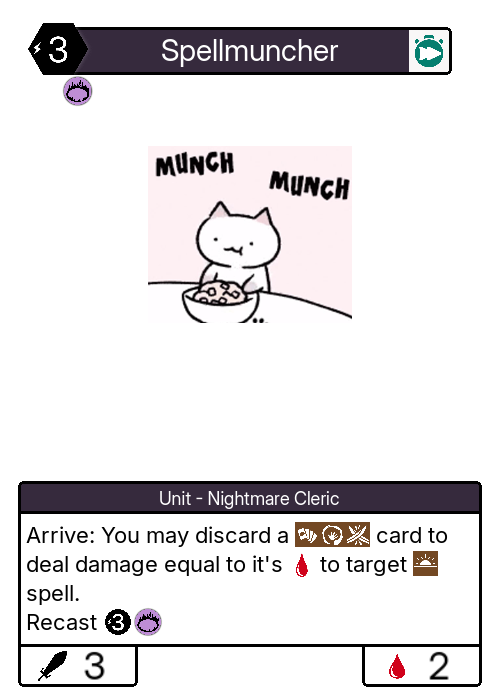 3 Spellmuncher
MUNCH
MUNCH
Unit - Nightmare Cleric
Arrive: You may discard a card to
deal damage equal to it's to target
spell.
Recast 3
3 2